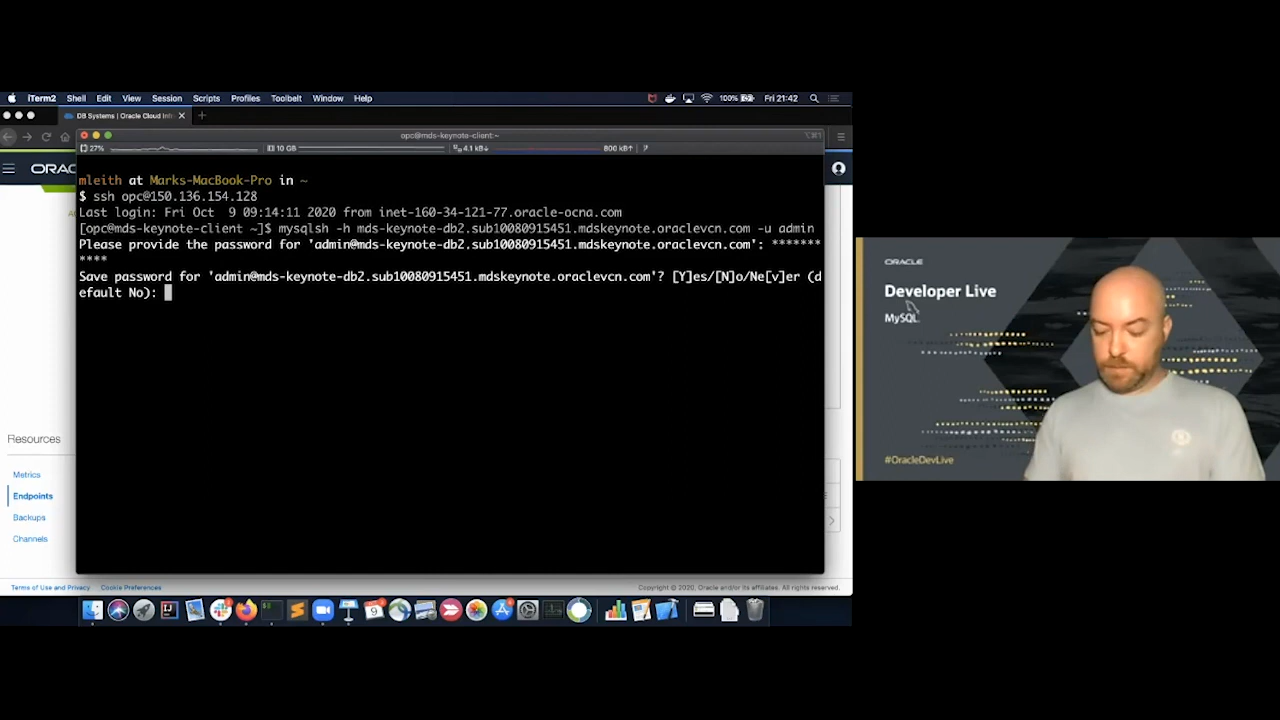 iTerm2 Shell Edit View Session Scripts Profiles Toolbelt Window Help 100% Fri 21:42
DB Systems | Oracle Cloud Inf
opc@mds-keynote-client:~
27% 10 GB 4.1 kB↓ 800 kB↑
ORAC
mleith at Marks-MacBook-Pro in ~
$ ssh opc@150.136.154.128
Last login: Fri Oct  9 09:14:11 2020 from inet-160-34-121-77.oracle-ocna.com
[opc@mds-keynote-client ~]$ mysqlsh -h mds-keynote-db2.sub10080915451.mdskeynote.oraclevcn.com -u admin
Please provide the password for 'admin@mds-keynote-db2.sub10080915451.mdskeynote.oraclevcn.com': *******
****
Save password for 'admin@mds-keynote-db2.sub10080915451.mdskeynote.oraclevcn.com'? [Y]es/[N]o/Ne[v]er (d
efault No):
Resources
Metrics
Endpoints
Backups
Channels
Terms of Use and Privacy Cookie Preferences Copyright © 2020, Oracle and/or its affiliates. All rights reserved.
ORACLE
Developer Live
MySQL
#OracleDevLive